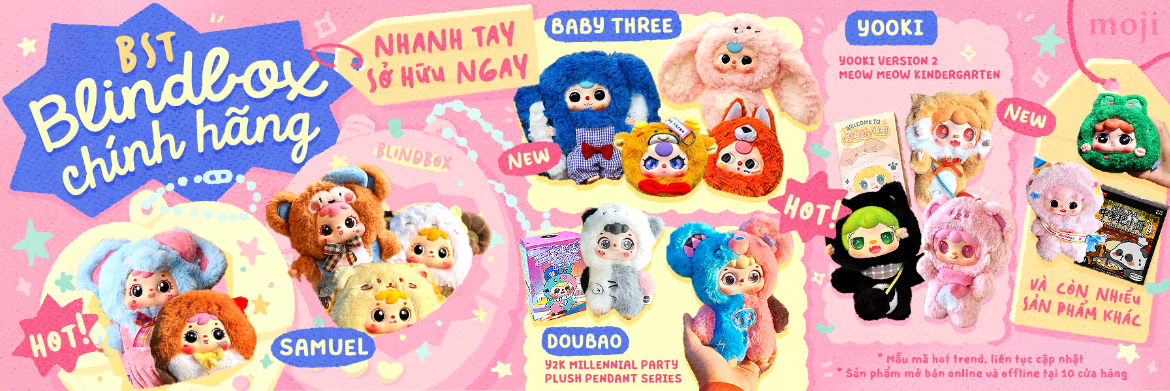 BST
Blindbox
chính hãng
NHANH TAY
SỞ HỮU NGAY
BLINDBOX
HOT!
SAMUEL
BABY THREE
NEW
DOUBAO
Y2K MILLENNIAL PARTY
PLUSH PENDANT SERIES
YOOKI
YOOKI VERSION 2
MEOW MEOW KINDERGARTEN
WELCOME TO
HOT!
moji
NEW
VÀ CÒN NHIỀU
SẢN PHẨM KHÁC
* Mẫu mã hot trend, liên tục cập nhật
* Sản phẩm mở bán online và offline tại 10 cửa hàng